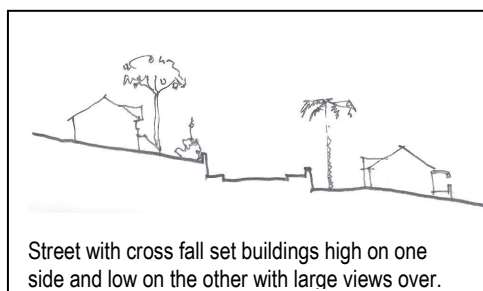 Street with cross fall set buildings high on one
side and low on the other with large views over.